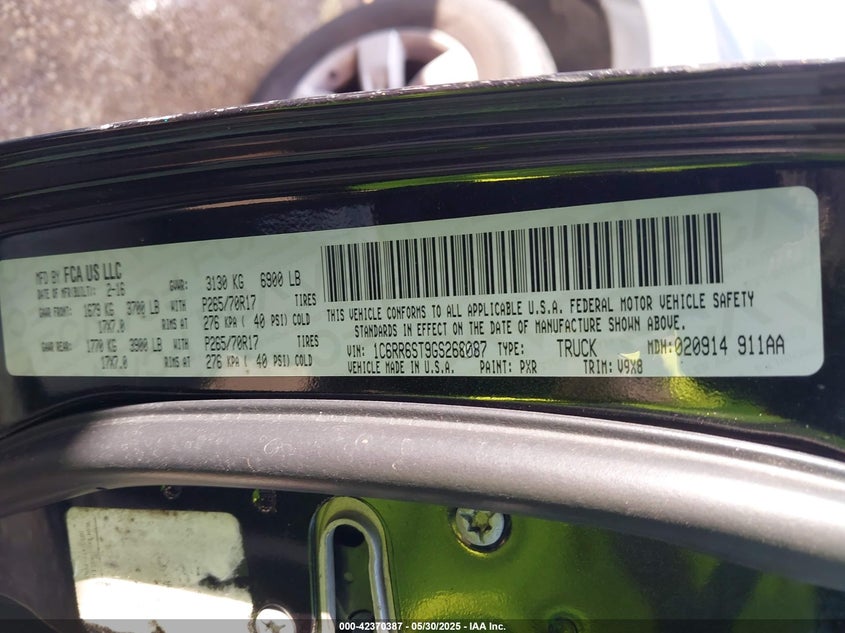 MFD BY FCA US LLC
DATE OF MFR(BUILT): 2-16 GVWR: 3130 KG 6900 LB
GAWR FRONT: 1679 KG 3700 LB WITH P265/70R17 TIRES
17X7.0 RIMS AT 276 KPA ( 40 PSI) COLD
GAWR REAR: 1770 KG 3900 LB WITH P265/70R17 TIRES
17X7.0 RIMS AT 276 KPA ( 40 PSI) COLD
THIS VEHICLE CONFORMS TO ALL APPLICABLE U.S.A. FEDERAL MOTOR VEHICLE SAFETY
STANDARDS IN EFFECT ON THE DATE OF MANUFACTURE SHOWN ABOVE.
VIN: 1C6RR6ST9GS266087 TYPE: TRUCK MDH:020914 911AA
VEHICLE MADE IN U.S.A. PAINT: PXR TRIM: V9X8
000-42370387 - 05/30/2025 - IAA Inc.